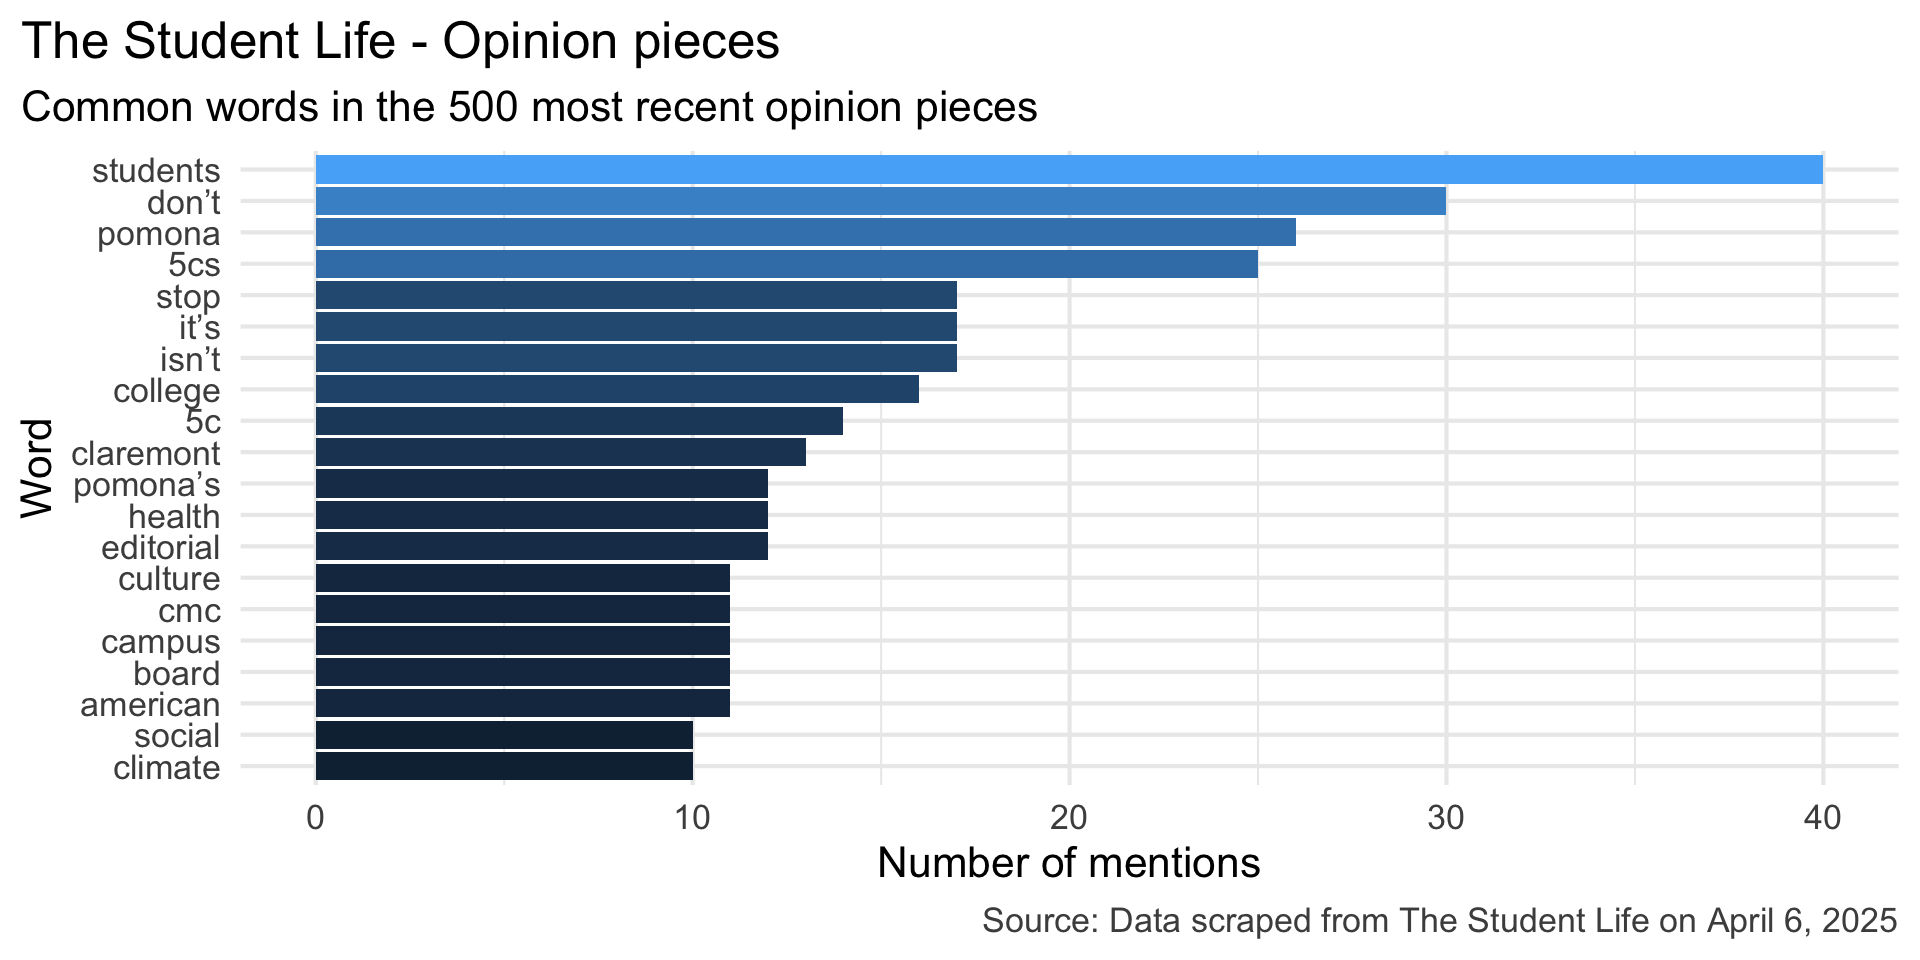 The Student Life - Opinion pieces
Common words in the 500 most recent opinion pieces
students
don’t
pomona
5cs
stop
it’s
isn’t
college
5c
claremont
pomona’s
health
editorial
culture
cmc
campus
board
american
social
climate
Word
0 10 20 30 40
Number of mentions
Source: Data scraped from The Student Life on April 6, 2025